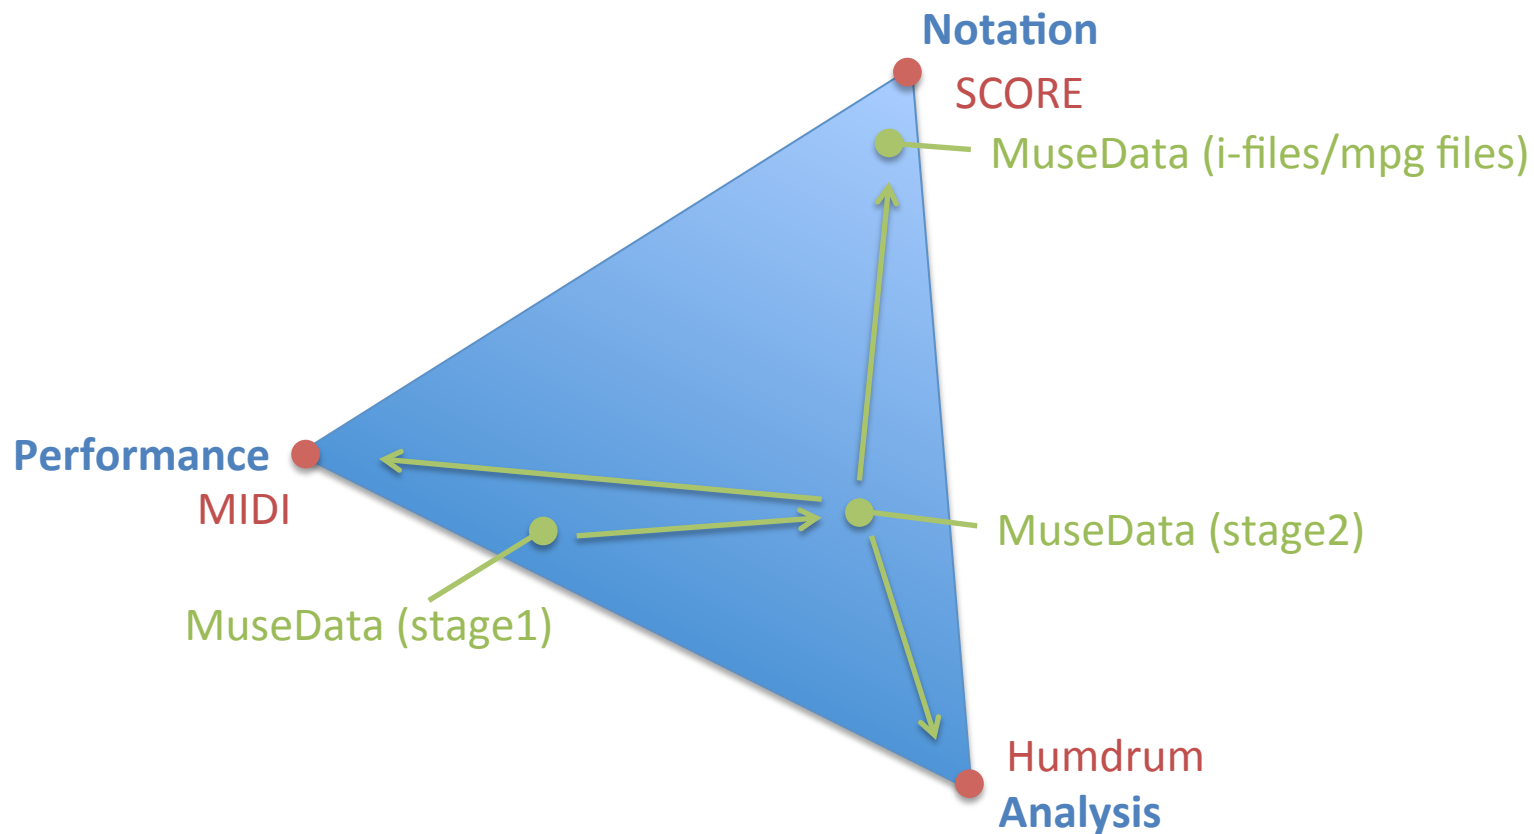 Notation
SCORE
MuseData (i-files/mpg files)
Performance
MIDI
MuseData (stage2)
MuseData (stage1)
Humdrum
Analysis